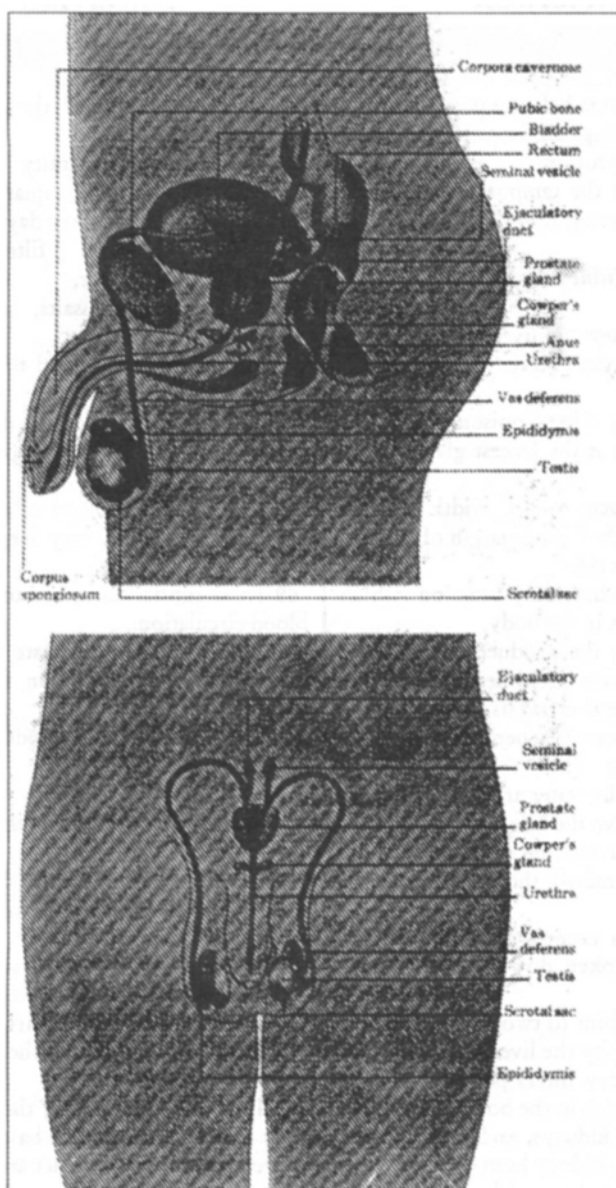 Corpora cavernose
Pubic bone
Bladder
Rectum
Seminal vesicle
Ejaculatory
duct
Prostate
gland
Cowper's
gland
Anus
Urethra
Vas deferens
Epididymis
Testis
Corpus
spongiosum
Scrotal sac
Ejaculatory
duct
Seminal
vesicle
Prostate
gland
Cowper's
gland
Urethra
Vas
deferens
Testis
Scrotal sac
Epididymis